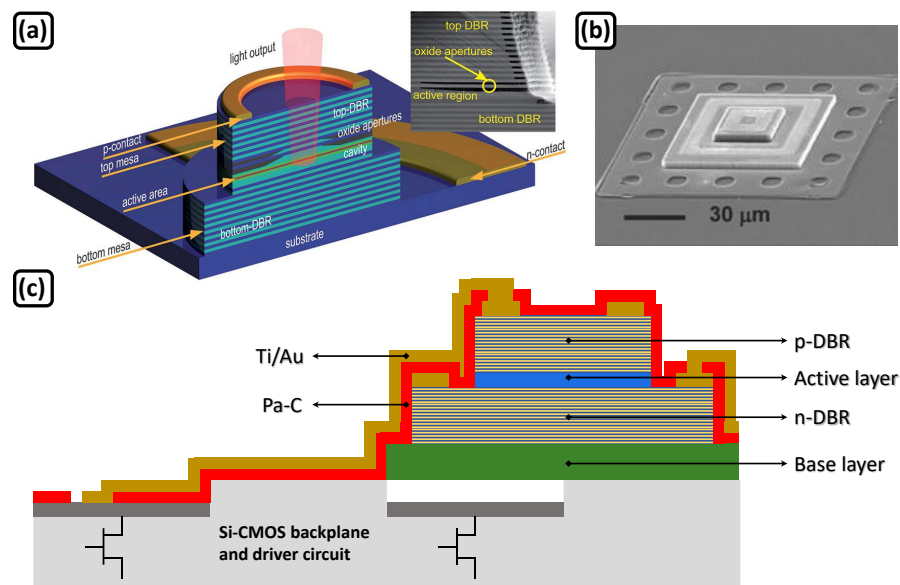 (a)
light output
p-contact
top mesa
active area
bottom mesa
top-DBR
oxide apertures
cavity
bottom-DBR
substrate
n-contact
top DBR
oxide apertures
active region
bottom DBR
(b)
30 μm
(c)
Ti/Au
Pa-C
p-DBR
Active layer
n-DBR
Base layer
Si-CMOS backplane
and driver circuit